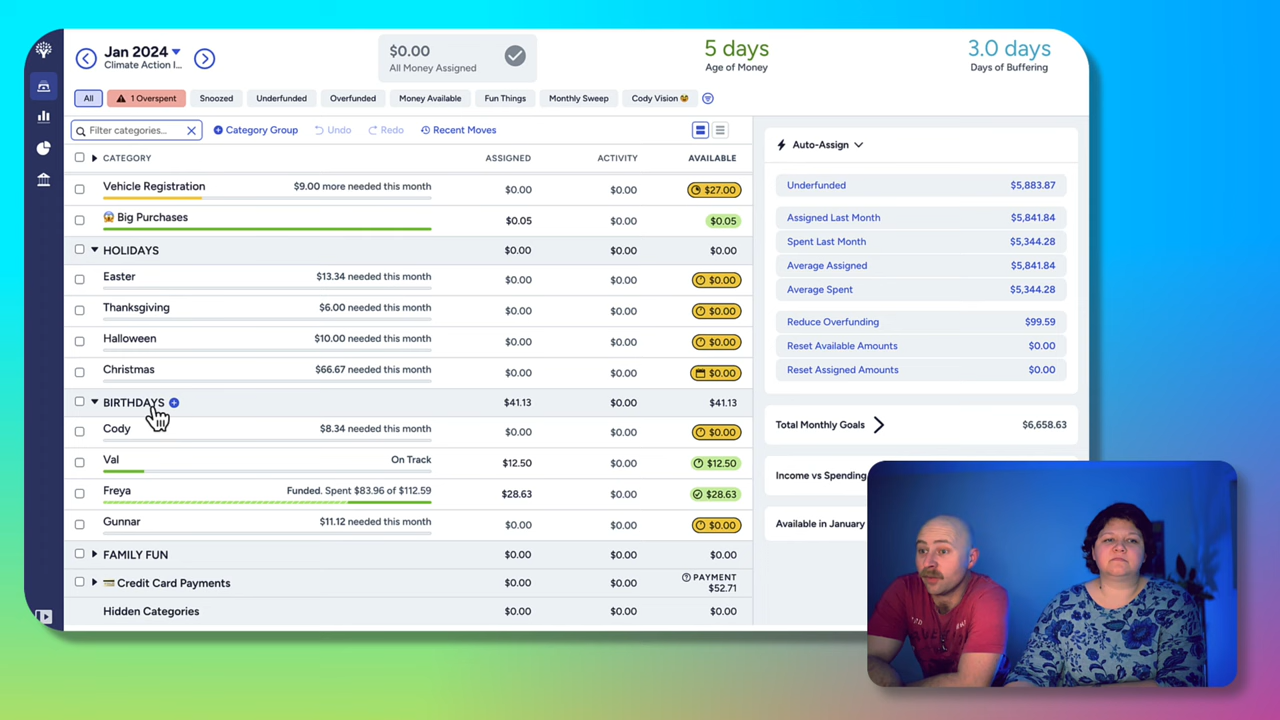 Jan 2024
Climate Action I...
$0.00
All Money Assigned
5 days
Age of Money
3.0 days
Days of Buffering
All
1 Overspent
Snoozed
Underfunded
Overfunded
Money Available
Fun Things
Monthly Sweep
Cody Vision
Filter categories...
Category Group
Undo
Redo
Recent Moves
CATEGORY ASSIGNED ACTIVITY AVAILABLE
Vehicle Registration $9.00 more needed this month $0.00 $0.00 $27.00
Big Purchases $0.05 $0.00 $0.05
HOLIDAYS $0.00 $0.00 $0.00
Easter $13.34 needed this month $0.00 $0.00 $0.00
Thanksgiving $6.00 needed this month $0.00 $0.00 $0.00
Halloween $10.00 needed this month $0.00 $0.00 $0.00
Christmas $66.67 needed this month $0.00 $0.00 $0.00
BIRTHDAYS $41.13 $0.00 $41.13
Cody $8.34 needed this month $0.00 $0.00 $0.00
Val On Track $12.50 $0.00 $12.50
Freya Funded. Spent $83.96 of $112.59 $28.63 $0.00 $28.63
Gunnar $11.12 needed this month $0.00 $0.00 $0.00
FAMILY FUN $0.00 $0.00 $0.00
Credit Card Payments $0.00 $0.00 PAYMENT
$52.71
Hidden Categories $0.00 $0.00 $0.00
Auto-Assign
Underfunded $5,883.87
Assigned Last Month $5,841.84
Spent Last Month $5,344.28
Average Assigned $5,841.84
Average Spent $5,344.28
Reduce Overfunding $99.59
Reset Available Amounts $0.00
Reset Assigned Amounts $0.00
Total Monthly Goals $6,658.63
Income vs Spending
Available in January